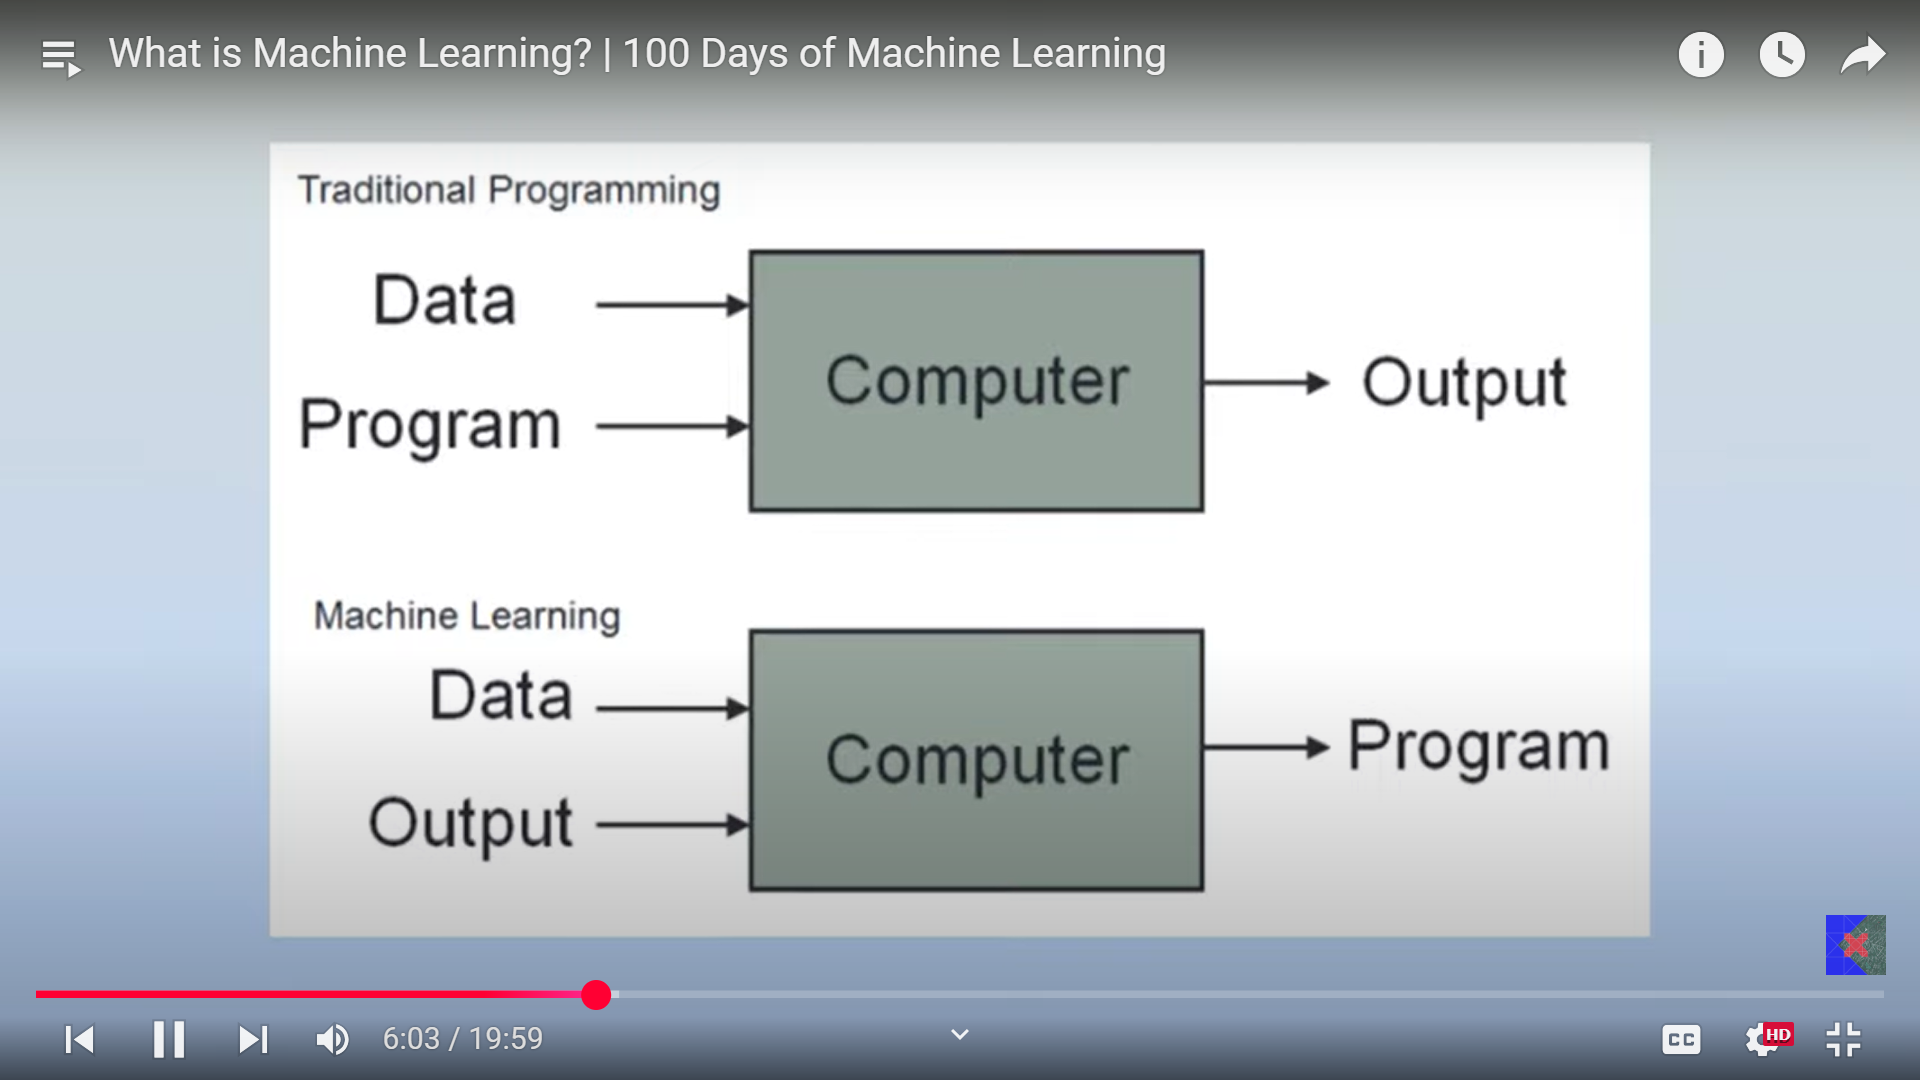 What is Machine Learning? | 100 Days of Machine Learning
Traditional Programming
Data
Program
Computer
Output
Machine Learning
Data
Output
Computer
Program
6:03 / 19:59
CC
HD